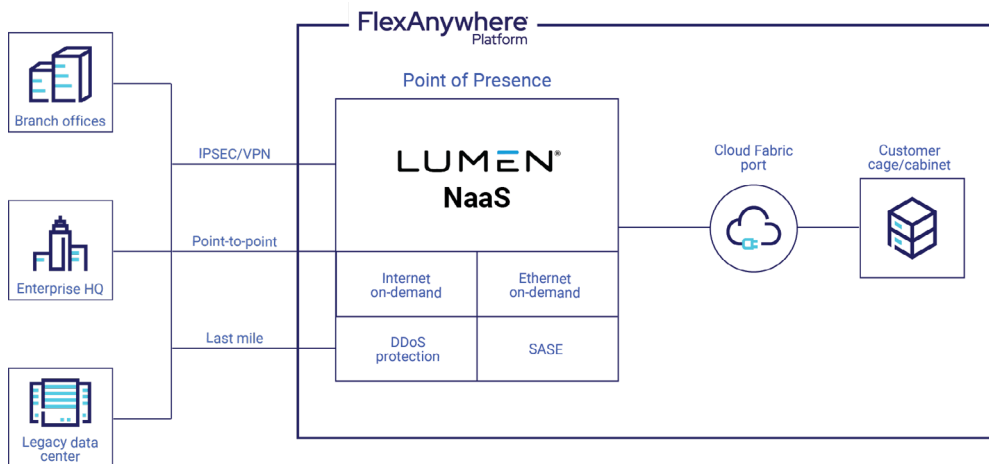 FlexAnywhere®
Platform
Point of Presence
Branch offices
IPSEC/VPN
LUMEN®
NaaS
Cloud Fabric
port
Customer
cage/cabinet
Point-to-point
Enterprise HQ
Internet
on-demand
Ethernet
on-demand
Last mile
DDoS
protection
SASE
Legacy data
center